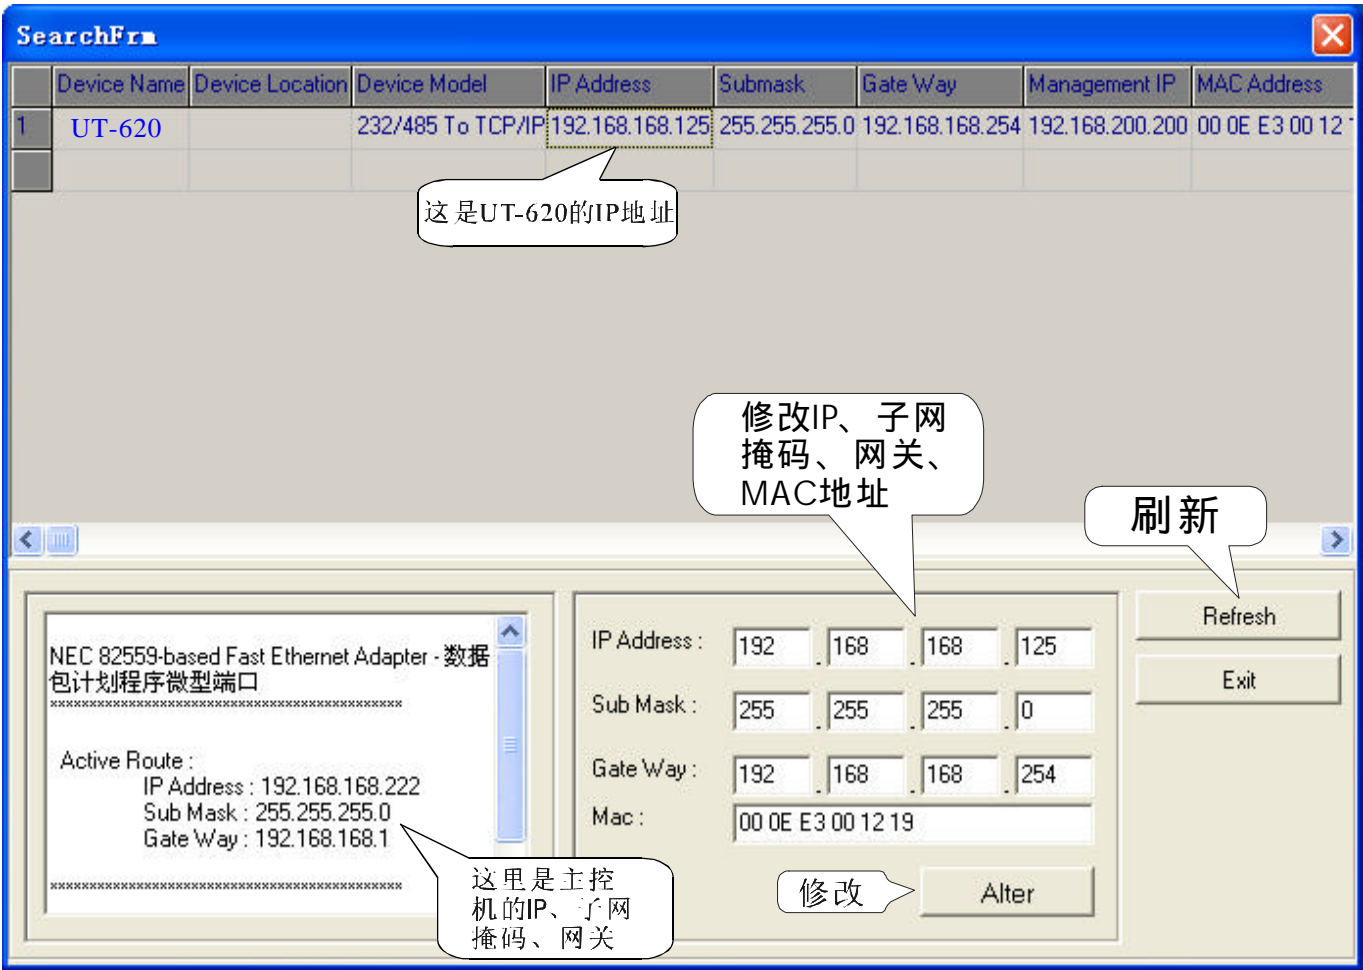 SearchFrm
Device Name Device Location Device Model IP Address Submask Gate Way Management IP MAC Address
1 UT-620 232/485 To TCP/IP 192.168.168.125 255.255.255.0 192.168.168.254 192.168.200.200 00 0E E3 00 12
这是UT-620的IP地址
修改IP、子网
掩码、网关、
MAC地址
刷新
NEC 82559-based Fast Ethernet Adapter - 数据
包计划程序微型端口
Active Route :
IP Address : 192.168.168.222
Sub Mask : 255.255.255.0
Gate Way : 192.168.168.1
这里是主控
机的IP、子网
掩码、网关
IP Address : 192 . 168 . 168 . 125
Sub Mask : 255 . 255 . 255 . 0
Gate Way : 192 . 168 . 168 . 254
Mac : 00 0E E3 00 12 19
修改
Alter
Refresh
Exit